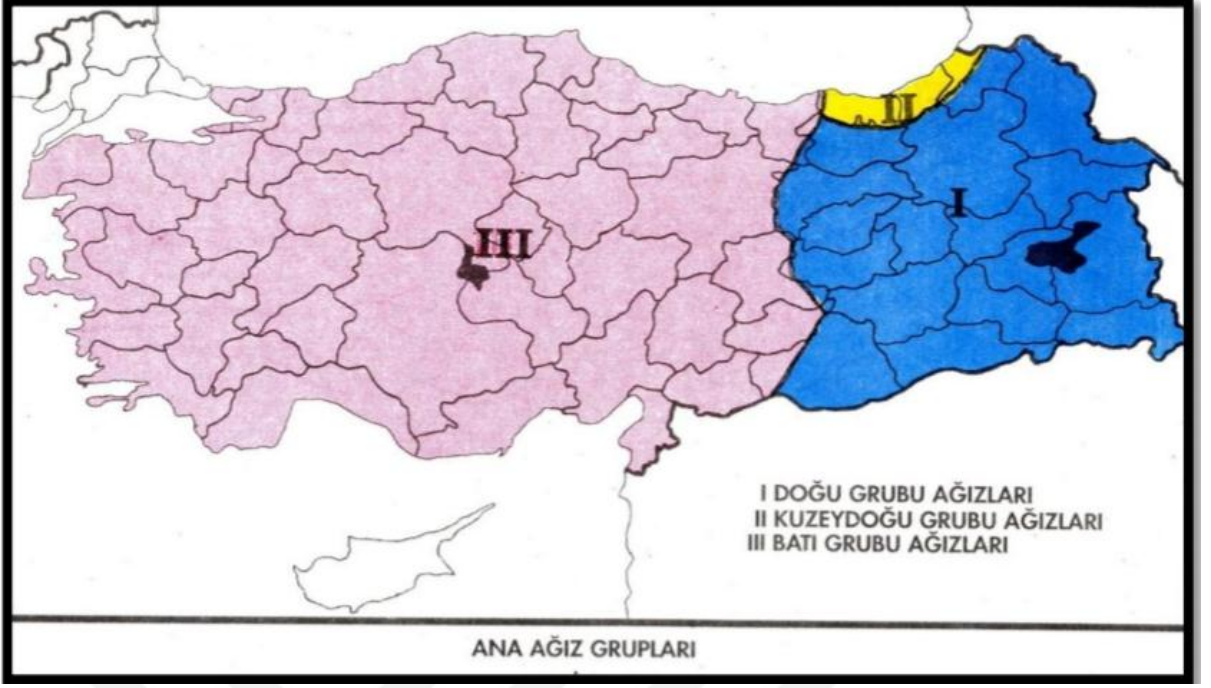 II
I
III
I DOĞU GRUBU AĞIZLARI
II KUZEYDOĞU GRUBU AĞIZLARI
III BATI GRUBU AĞIZLARI
ANA AĞIZ GRUPLARI